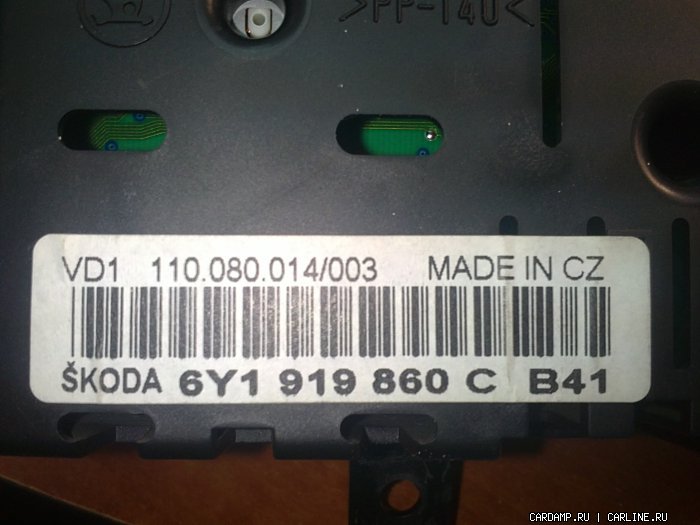 >PP-T40<
VD1 110.080.014/003 MADE IN CZ
ŠKODA 6Y1 919 860 C B41
CARDAMP.RU | CARLINE.RU